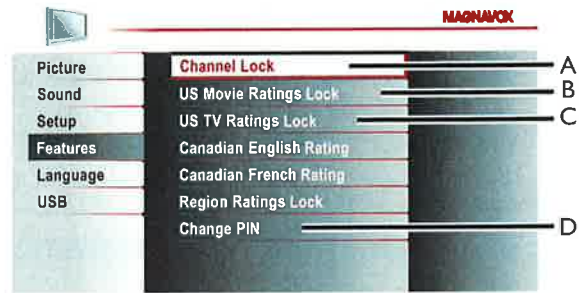 MAGNAVOX
Picture
Sound
Setup
Features
Language
USB
Channel Lock
US Movie Ratings Lock
US TV Ratings Lock
Canadian English Rating
Canadian French Rating
Region Ratings Lock
Change PIN
A
B
C
D